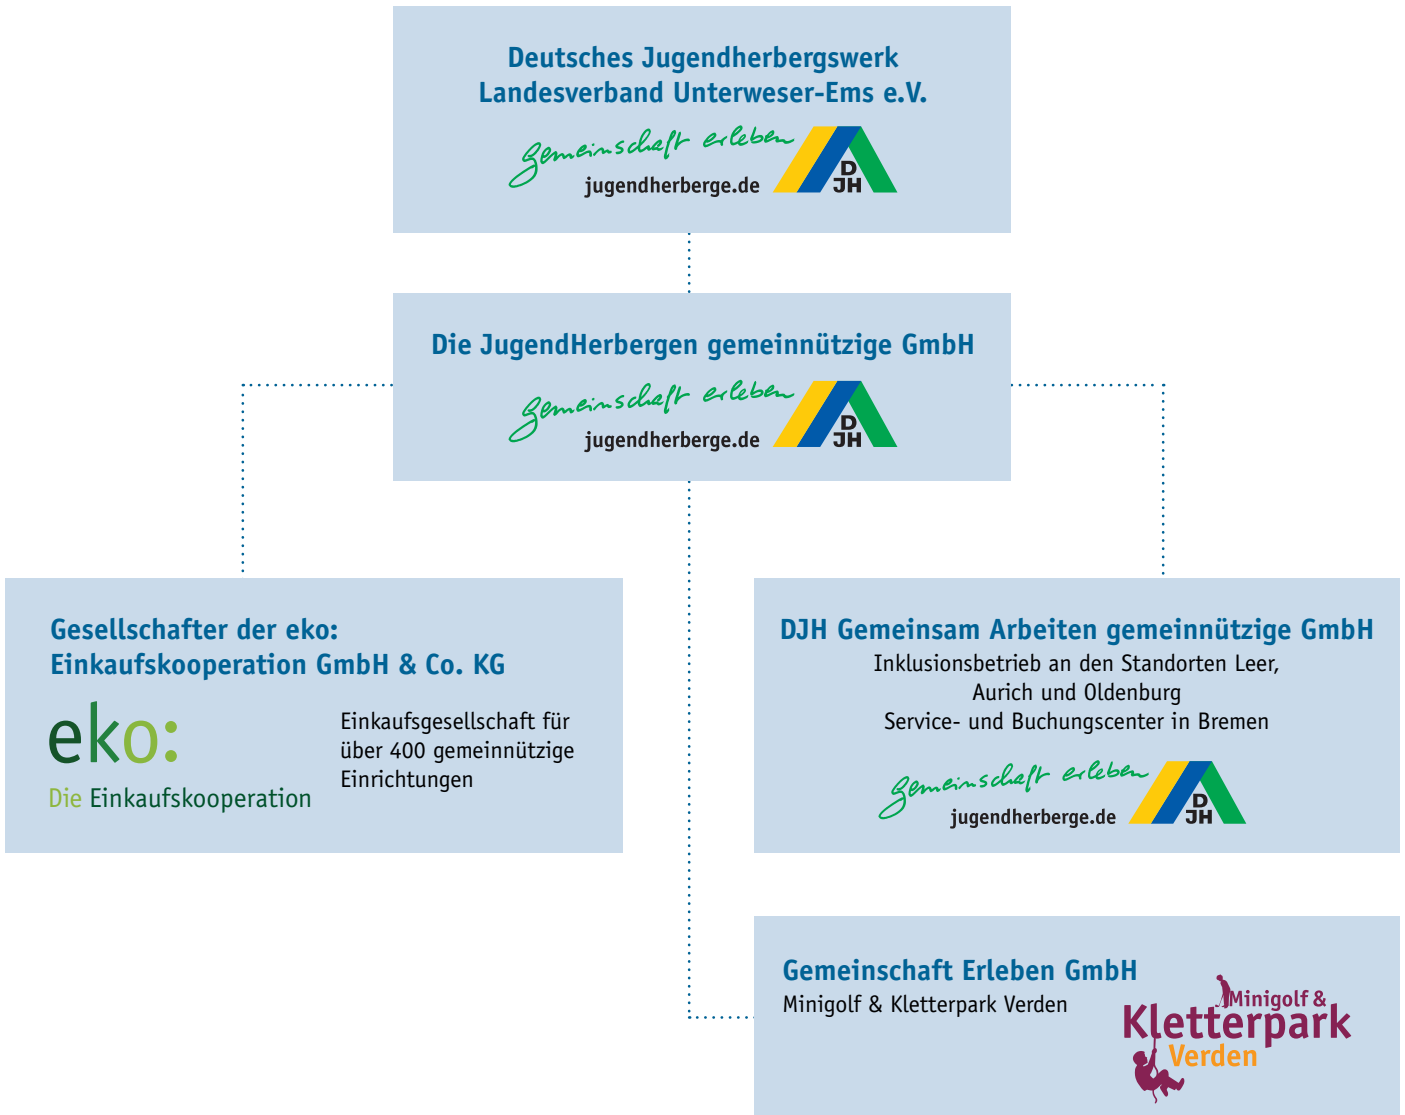 Deutsches Jugendherbergswerk
Landesverband Unterweser-Ems e.V.
gemeinschaft erleben
jugendherberge.de
D
JH
Die JugendHerbergen gemeinnützige GmbH
gemeinschaft erleben
jugendherberge.de
D
JH
Gesellschafter der eko:
Einkaufskooperation GmbH & Co. KG
eko:
Die Einkaufskooperation
Einkaufsgesellschaft für
über 400 gemeinnützige
Einrichtungen
DJH Gemeinsam Arbeiten gemeinnützige GmbH
Inklusionsbetrieb an den Standorten Leer,
Aurich und Oldenburg
Service- und Buchungscenter in Bremen
gemeinschaft erleben
jugendherberge.de
D
JH
Gemeinschaft Erleben GmbH
Minigolf & Kletterpark Verden
Minigolf &
Kletterpark
Verden